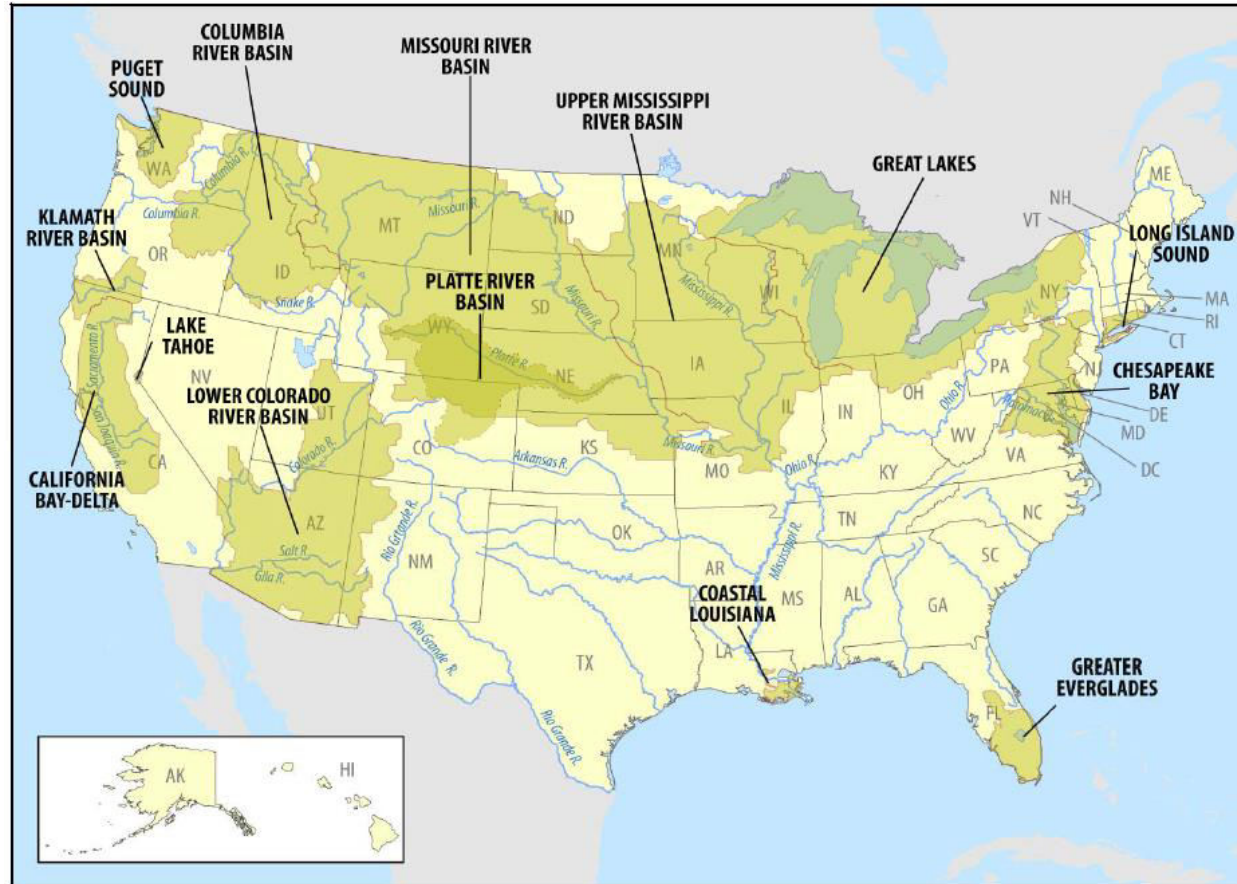 COLUMBIA
RIVER BASIN
MISSOURI RIVER
BASIN
PUGET
SOUND
UPPER MISSISSIPPI
RIVER BASIN
GREAT LAKES
WA
Columbia R.
Columbia R.
KLAMATH
RIVER BASIN
OR
ID
MT
Missouri R.
ND
MN
ME
NH
VT
LONG ISLAND
SOUND
MA
RI
CT
NY
WI
Mississippi R.
SD
Missouri R.
PLATTE RIVER
BASIN
WY
Snake R.
LAKE
TAHOE
Sacramento R.
San Joaquin R.
NV
UT
LOWER COLORADO
RIVER BASIN
Colorado R.
Platte R.
NE
IA
IL
IN
OH
Ohio R.
PA
NJ
CHESAPEAKE
BAY
DE
MD
DC
Potomac R.
WV
VA
CA
CALIFORNIA
BAY-DELTA
CO
Arkansas R.
KS
Missouri R.
MO
Ohio R.
KY
AZ
Salt R.
Gila R.
NM
Rio Grande R.
OK
AR
TN
NC
SC
Mississippi R.
MS
AL
GA
COASTAL
LOUISIANA
LA
TX
Rio Grande R.
Rio Grande R.
FL
GREATER
EVERGLADES
AK
HI